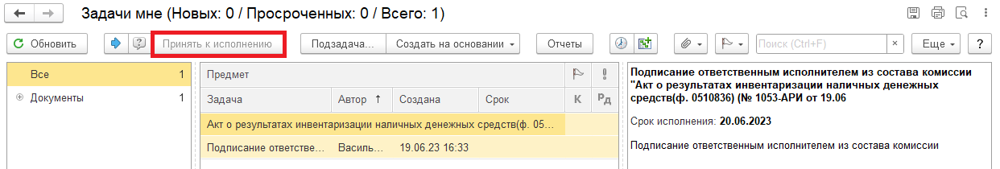 Задачи мне (Новых: 0 / Просроченных: 0 / Всего: 1)
Обновить Принять к исполнению Подзадача... Создать на основании Отчеты Поиск (Ctrl+F) × Еще ?
Все 1
Документы 1
Предмет
Задача Автор ↑ Создана Срок К Рд
Акт о результатах инвентаризации наличных денежных средств(ф. 05...
Подписание ответстве... Василь... 19.06.23 16:33
Подписание ответственным исполнителем из состава комиссии
"Акт о результатах инвентаризации наличных денежных
средств(ф. 0510836) (№ 1053-АРИ от 19.06
Срок исполнения: 20.06.2023
Подписание ответственным исполнителем из состава комиссии